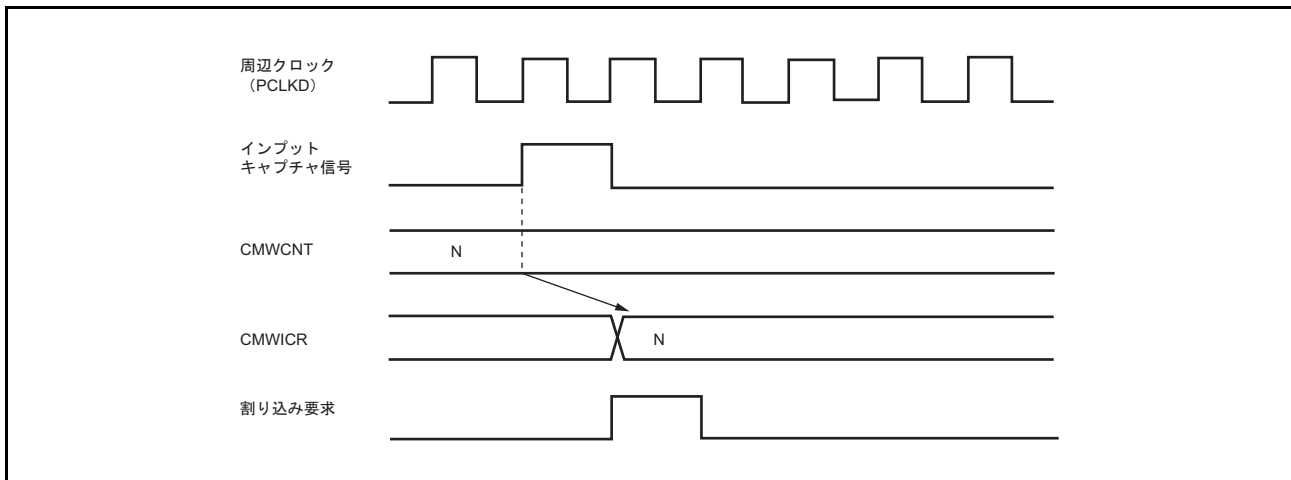 周辺クロック
（PCLKD）
インプット
キャプチャ信号
CMWCNT
N
CMWICR
N
割り込み要求